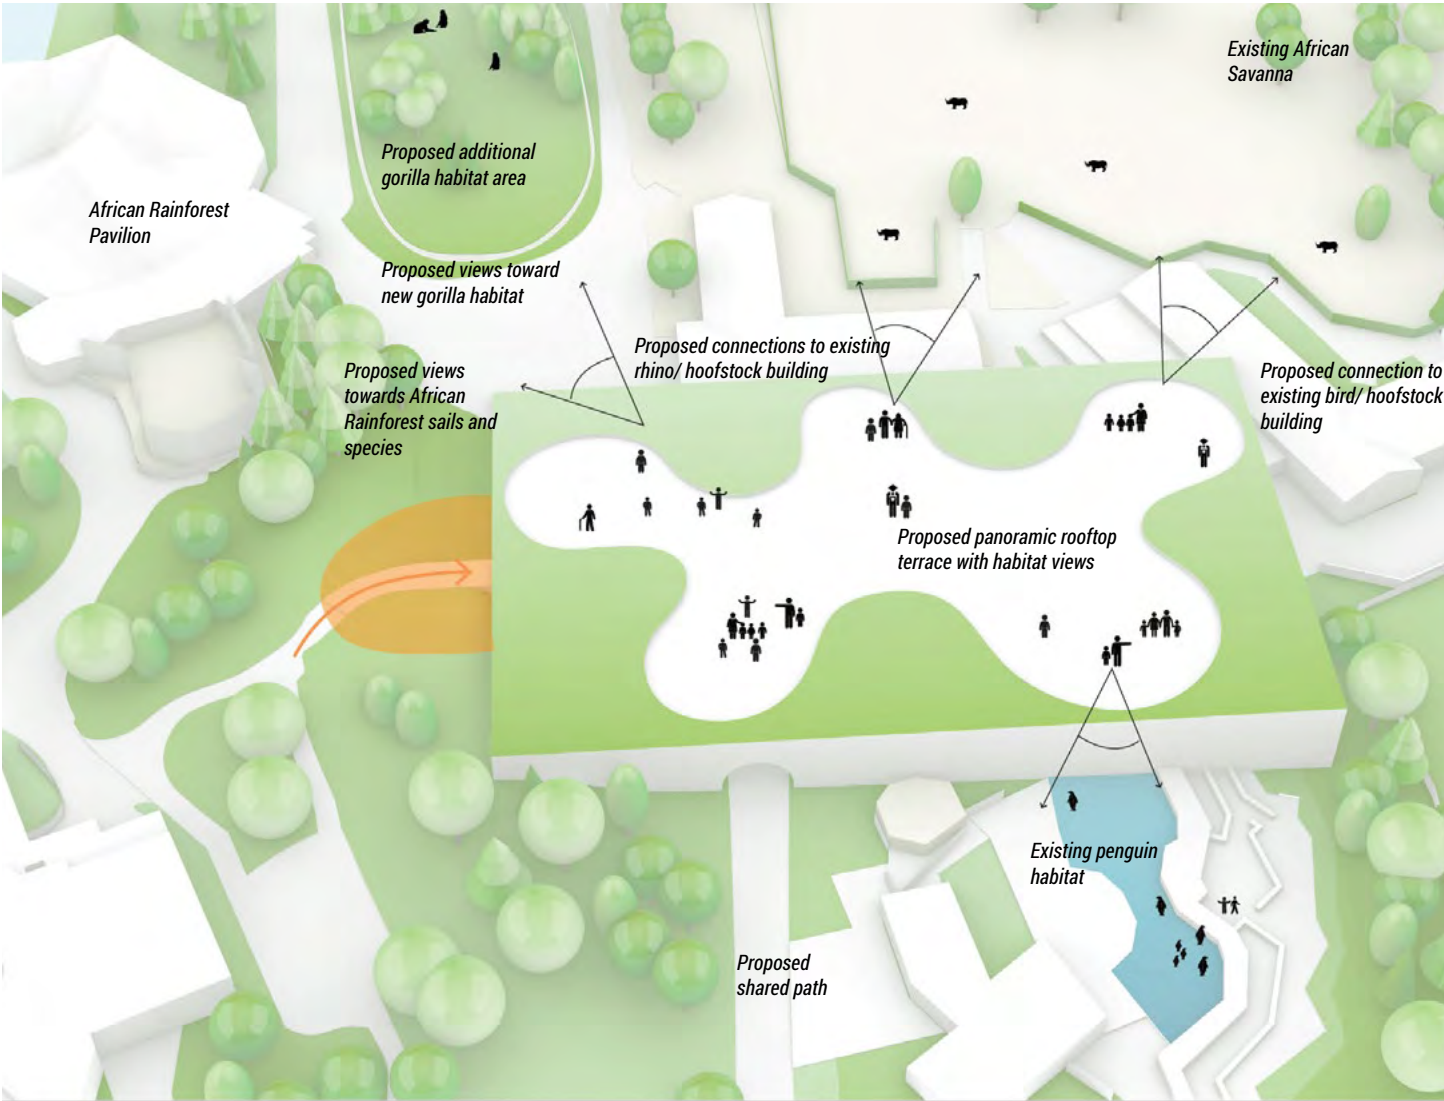 Existing African
Savanna
Proposed additional
gorilla habitat area
African Rainforest
Pavilion
Proposed views toward
new gorilla habitat
Proposed connections to existing
rhino/ hoofstock building
Proposed views
towards African
Rainforest sails and
species
Proposed connection to
existing bird/ hoofstock
building
Proposed panoramic rooftop
terrace with habitat views
Existing penguin
habitat
Proposed
shared path